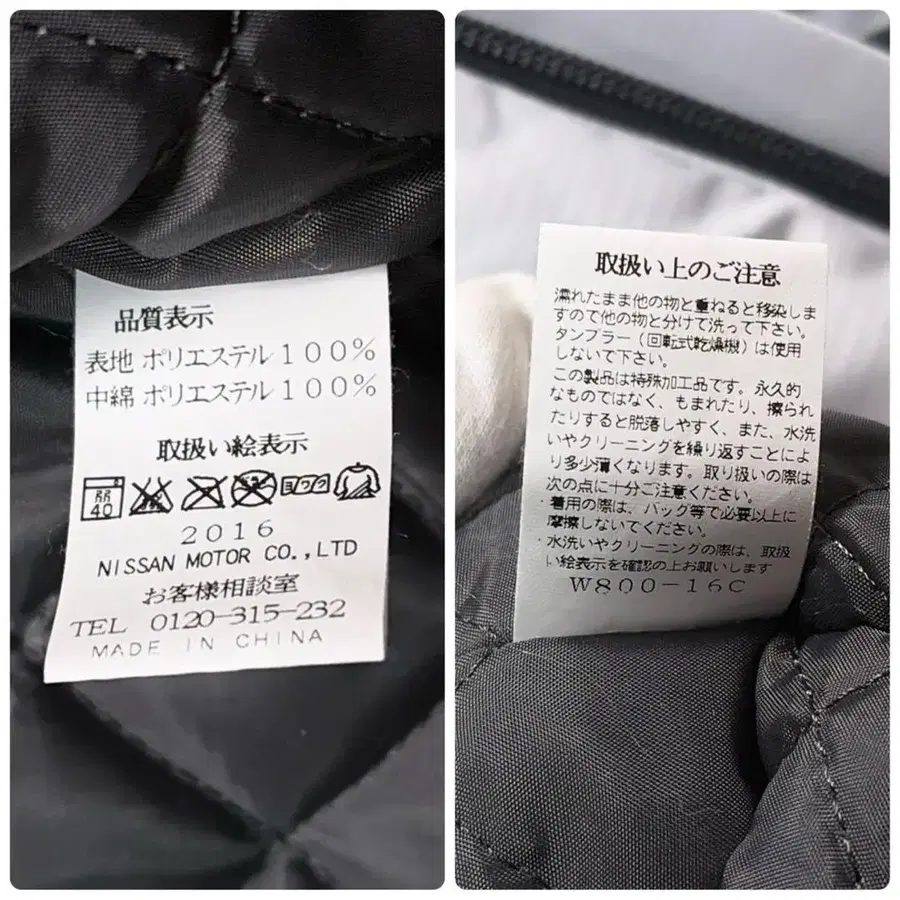 品質表示
表地 ポリエステル 100%
中綿 ポリエステル 100%
取扱い絵表示
弱 40
2016
NISSAN MOTOR CO.,LTD
お客様相談室
TEL 0120-315-232
MADE IN CHINA
取扱い上のご注意
濡れたまま他の物と重ねると移染しま
すので他の物と分けて洗って下さい。
タンブラー(回転式乾燥機)は使用
しないで下さい。
この製品は特殊加工品です。永久的
なものではなく、もまれたり、擦られ
たりすると脱落しやすく、また、水洗
いやクリーニングを繰り返すことによ
り多少薄くなります。取り扱いの際は
次の点に十分ご注意ください。
・着用の際は、バッグ等で必要以上に
摩擦しないでください。
・水洗いやクリーニングの際は、取扱
い絵表示を確認の上お願いします
W800-16C